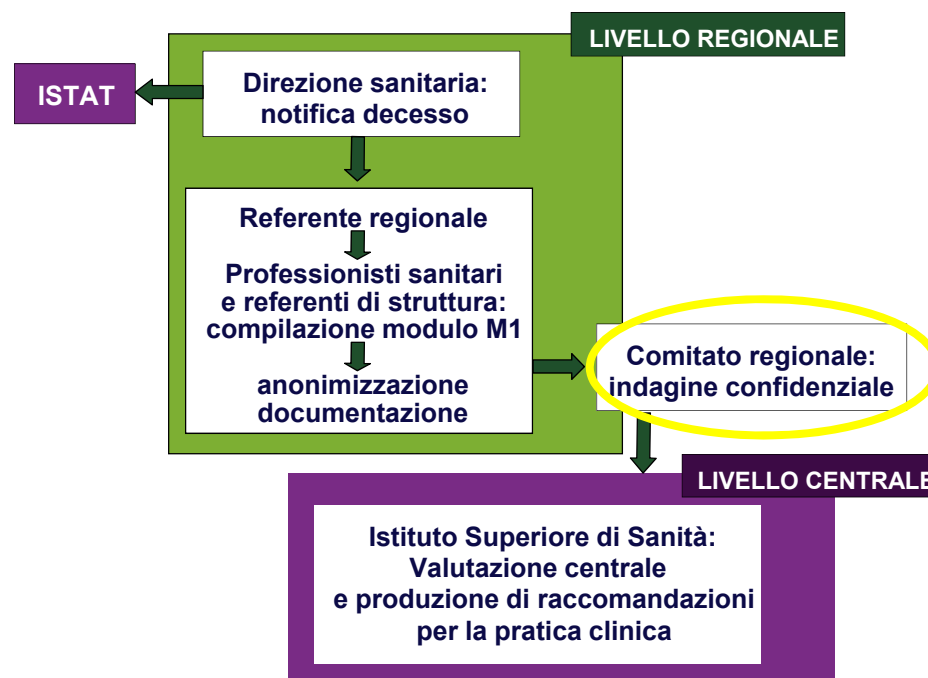 LIVELLO REGIONALE
ISTAT
Direzione sanitaria:
notifica decesso
Referente regionale
Professionisti sanitari
e referenti di struttura:
compilazione modulo M1
anonimizzazione
documentazione
Comitato regionale:
indagine confidenziale
LIVELLO CENTRALE
Istituto Superiore di Sanità:
Valutazione centrale
e produzione di raccomandazioni
per la pratica clinica